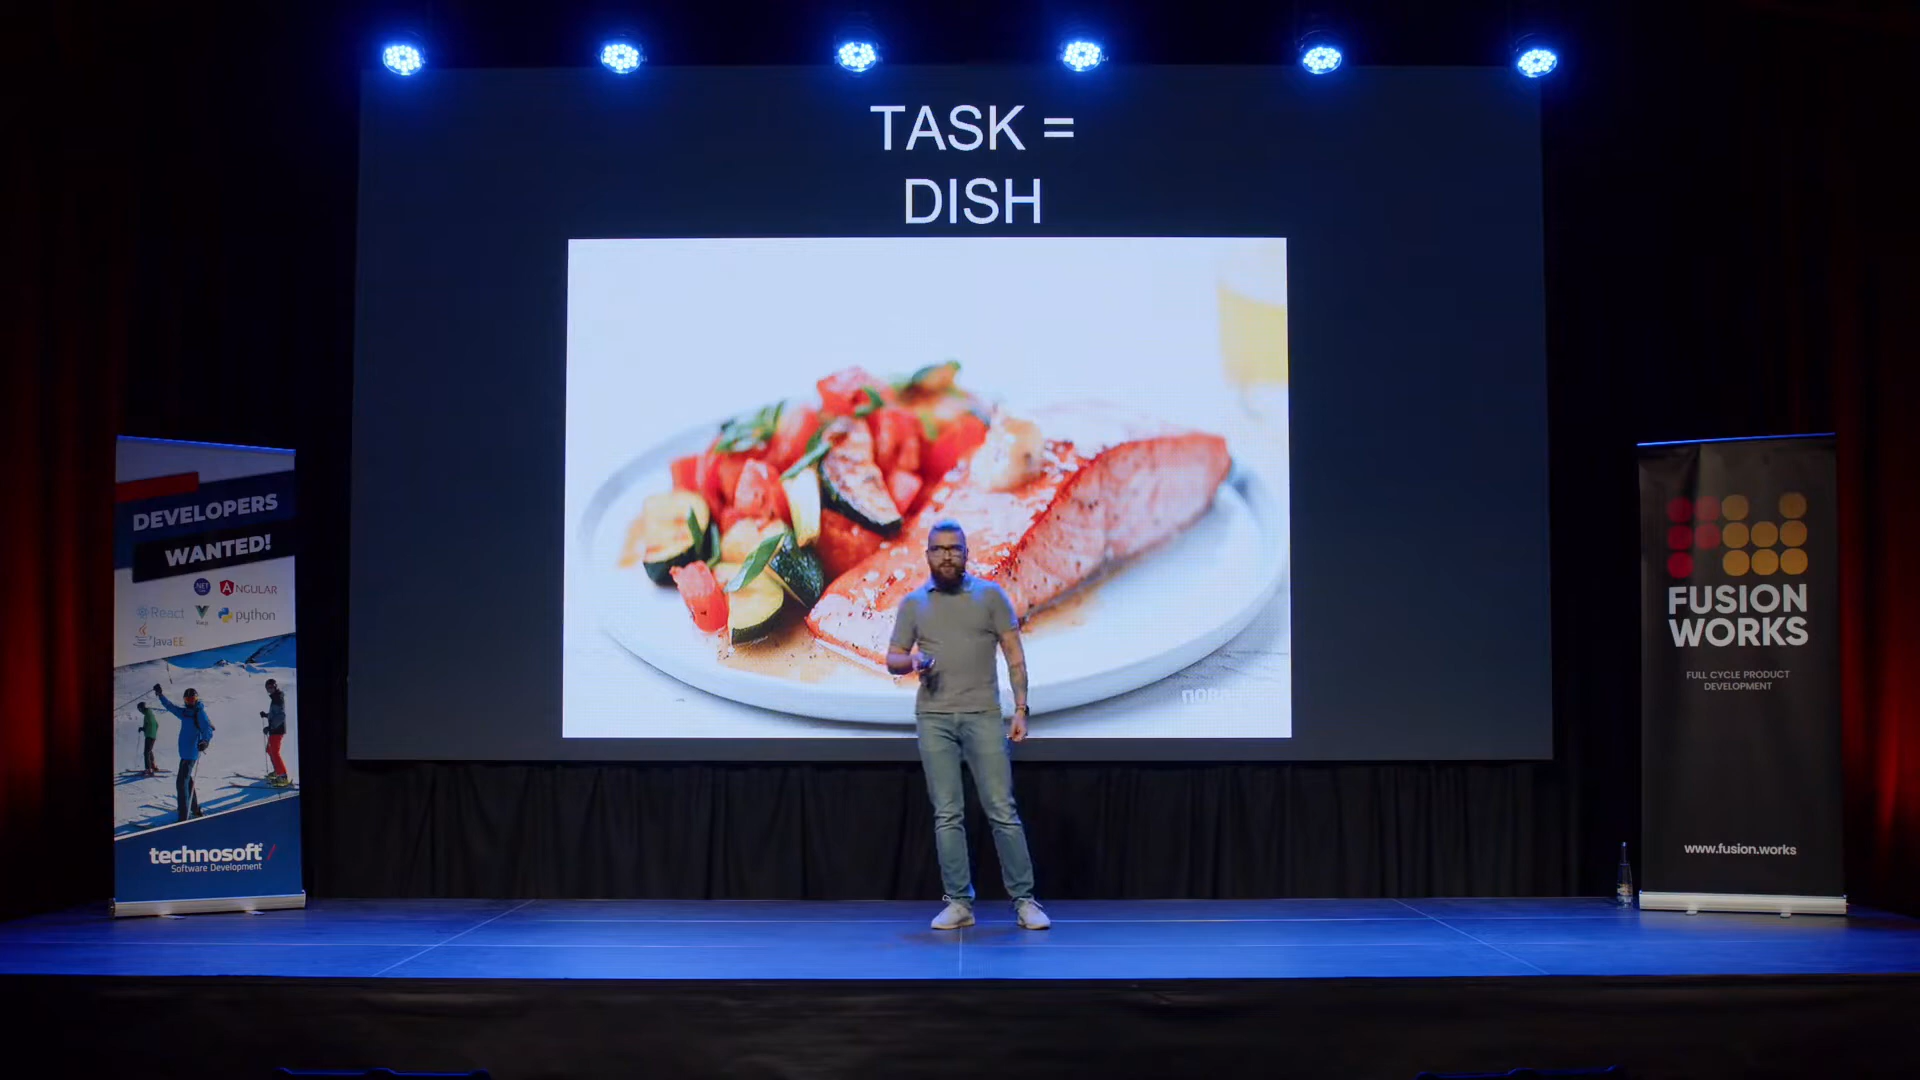 TASK =
DISH
DEVELOPERS
WANTED!
.NET
ANGULAR
React
python
JavaEE
technosoft
Software Development
FUSION
WORKS
FULL CYCLE PRODUCT
DEVELOPMENT
www.fusion.works